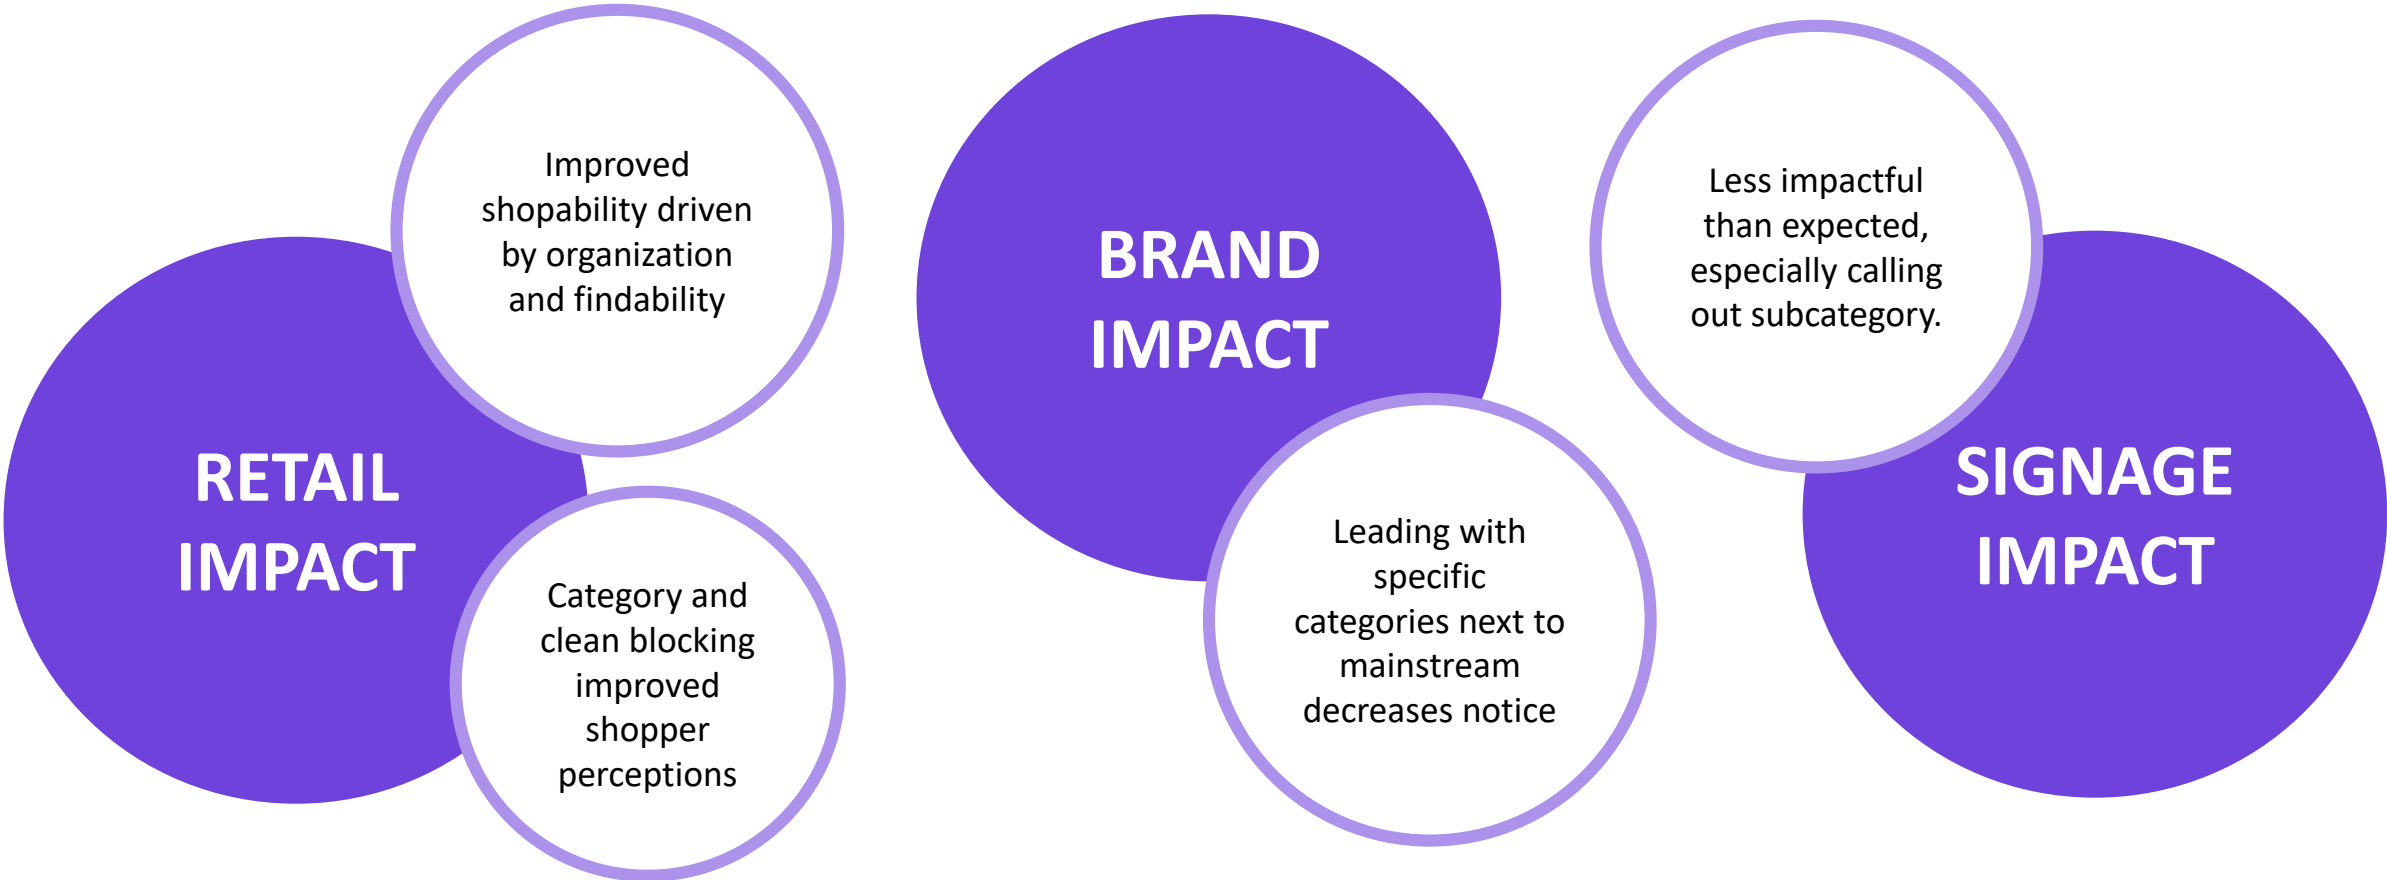 RETAIL
IMPACT
Improved
shopability driven
by organization
and findability
Category and
clean blocking
improved
shopper
perceptions
BRAND
IMPACT
Leading with
specific
categories next to
mainstream
decreases notice
Less impactful
than expected,
especially calling
out subcategory.
SIGNAGE
IMPACT